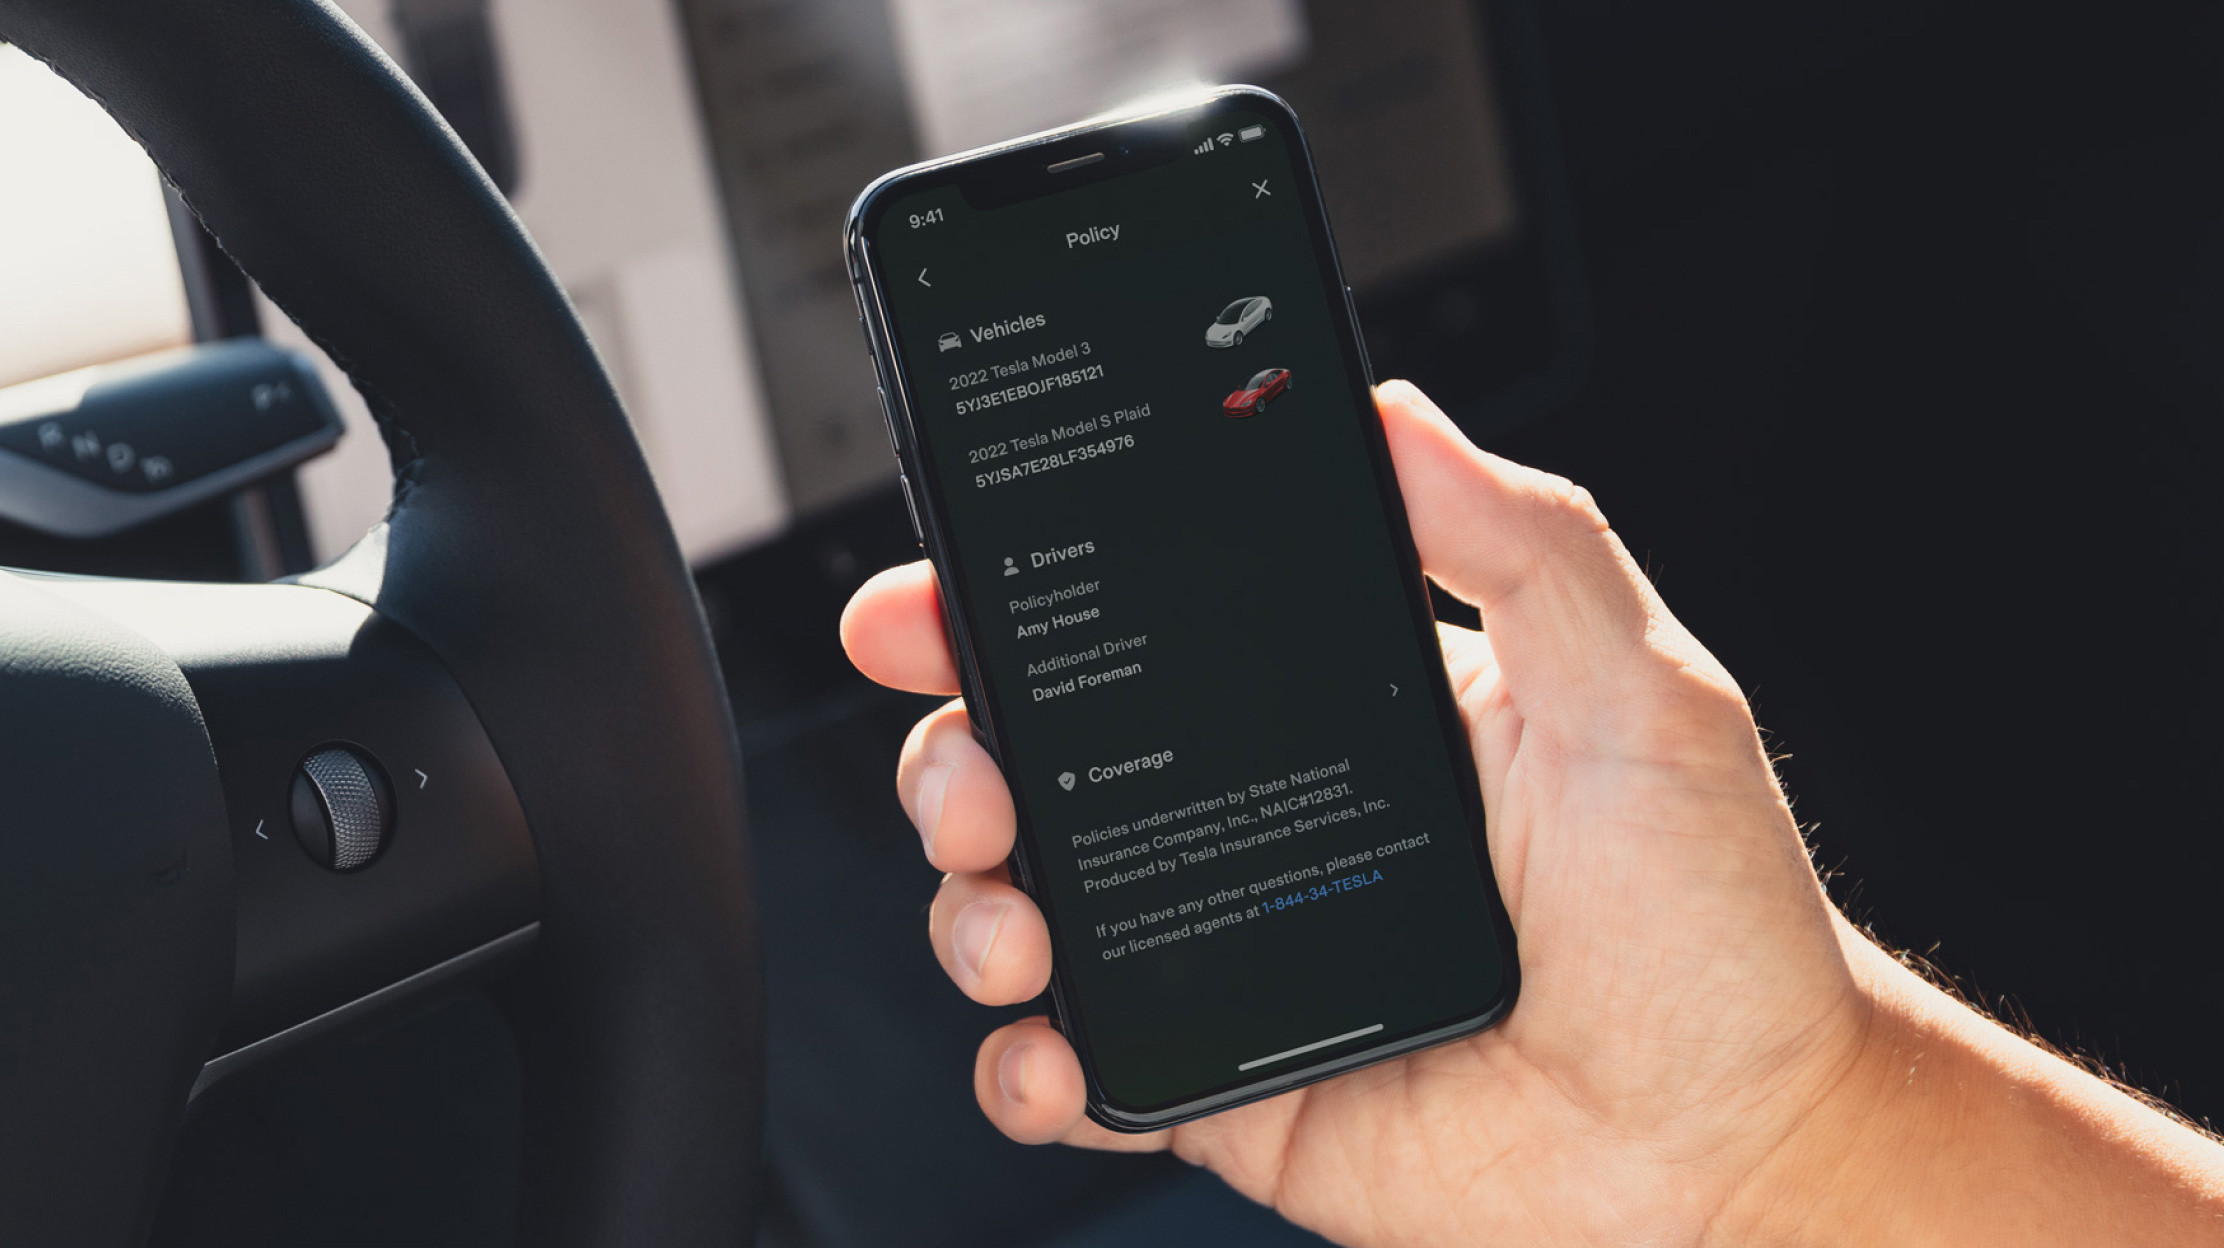 9:41
Policy
Vehicles
2022 Tesla Model 3
5YJ3E1EBOJF185121
2022 Tesla Model S Plaid
5YJSA7E28LF354976
Drivers
Policyholder
Amy House
Additional Driver
David Foreman
Coverage
Policies underwritten by State National
Insurance Company, Inc., NAIC#12831.
Produced by Tesla Insurance Services, Inc.
If you have any other questions, please contact
our licensed agents at 1-844-34-TESLA